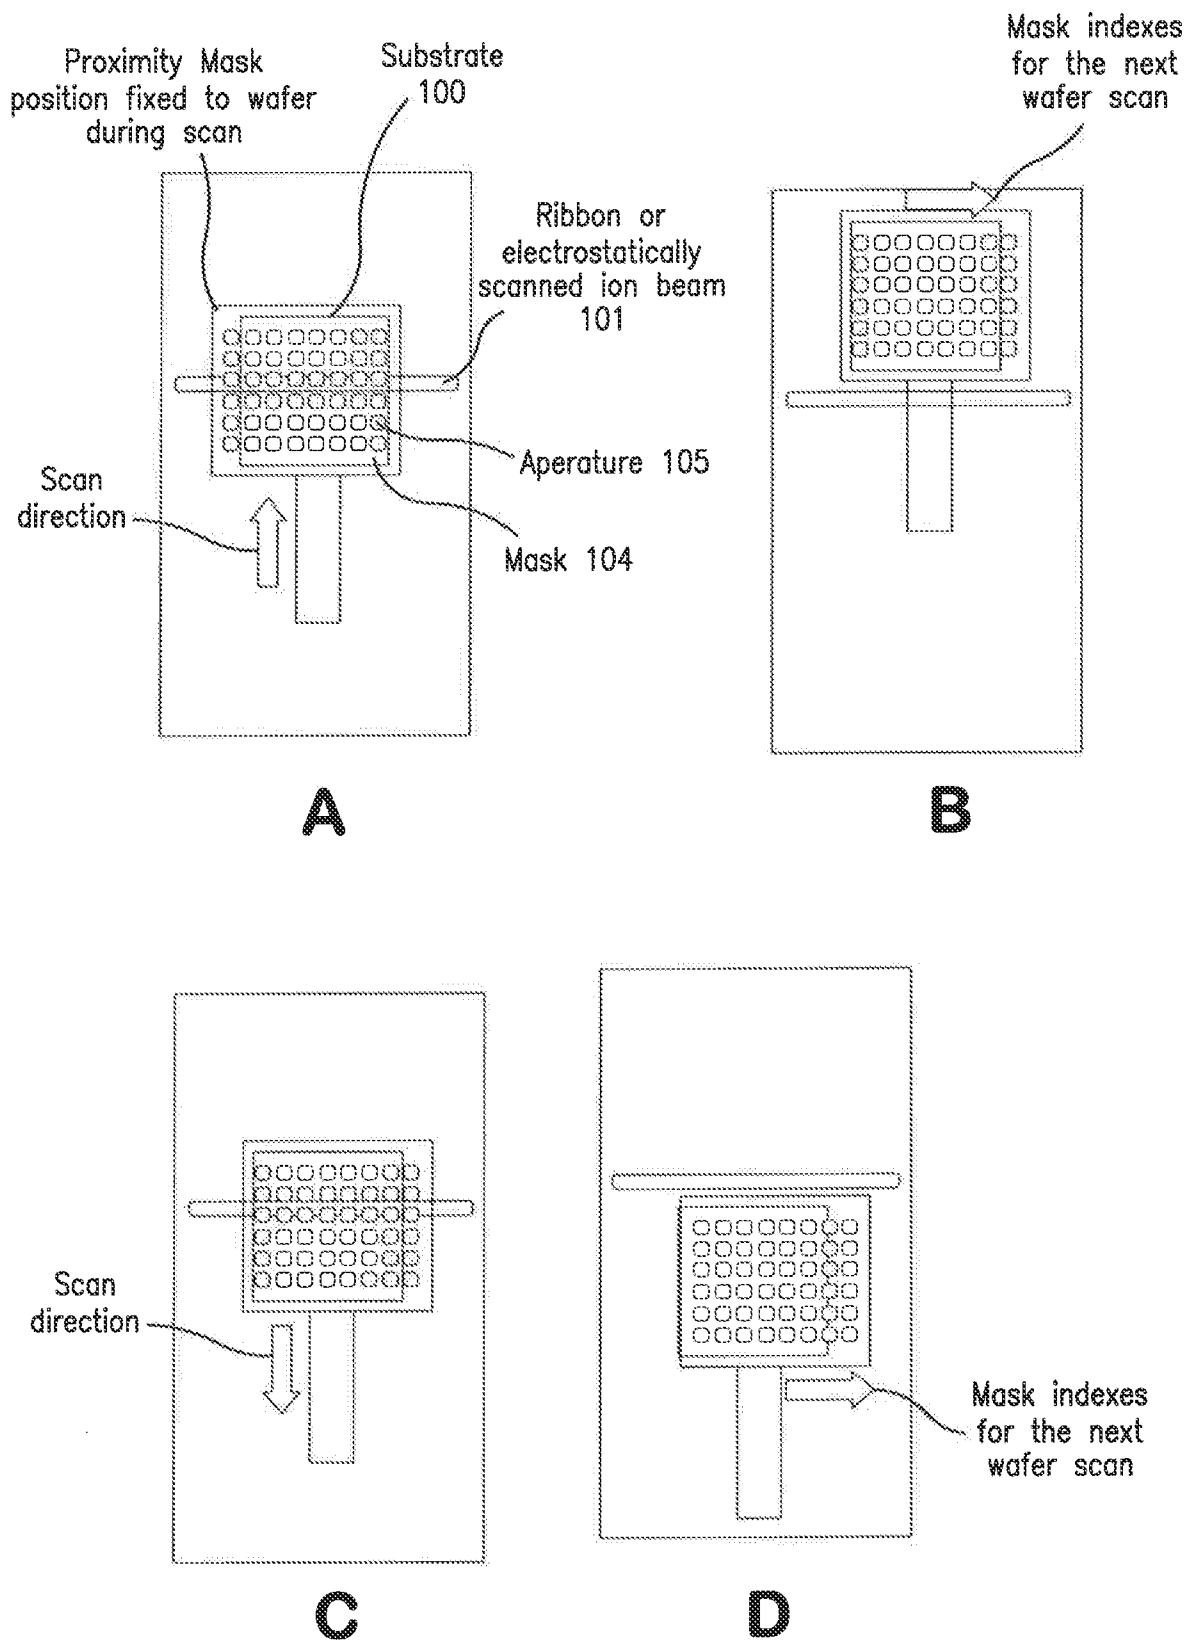 Proximity Mask
position fixed to wafer
during scan
Substrate
100
Mask indexes
for the next
wafer scan
Ribbon or
electrostatically
scanned ion beam
101
Aperature 105
Scan
direction
Mask 104
A
B
Scan
direction
Mask indexes
for the next
wafer scan
C
D